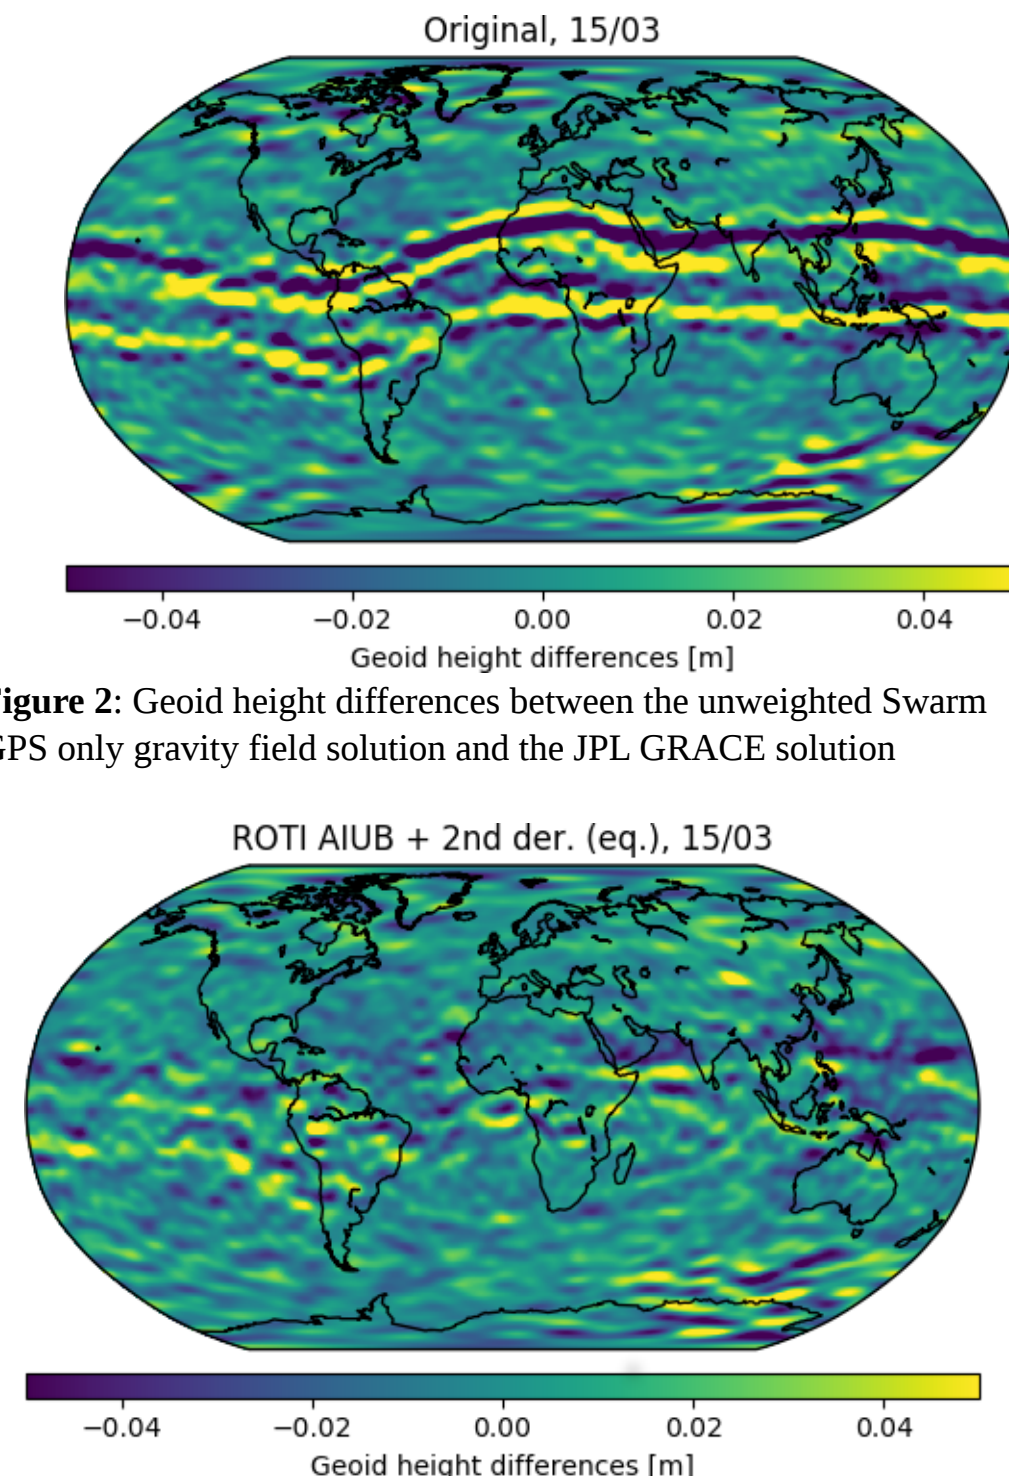 Original, 15/03
−0.04 −0.02 0.00 0.02 0.04
Geoid height differences [m]
igure 2: Geoid height differences between the unweighted Swarm
GPS only gravity field solution and the JPL GRACE solution
ROTI AIUB + 2nd der. (eq.), 15/03
−0.04 −0.02 0.00 0.02 0.04
Geoid height differences [m]